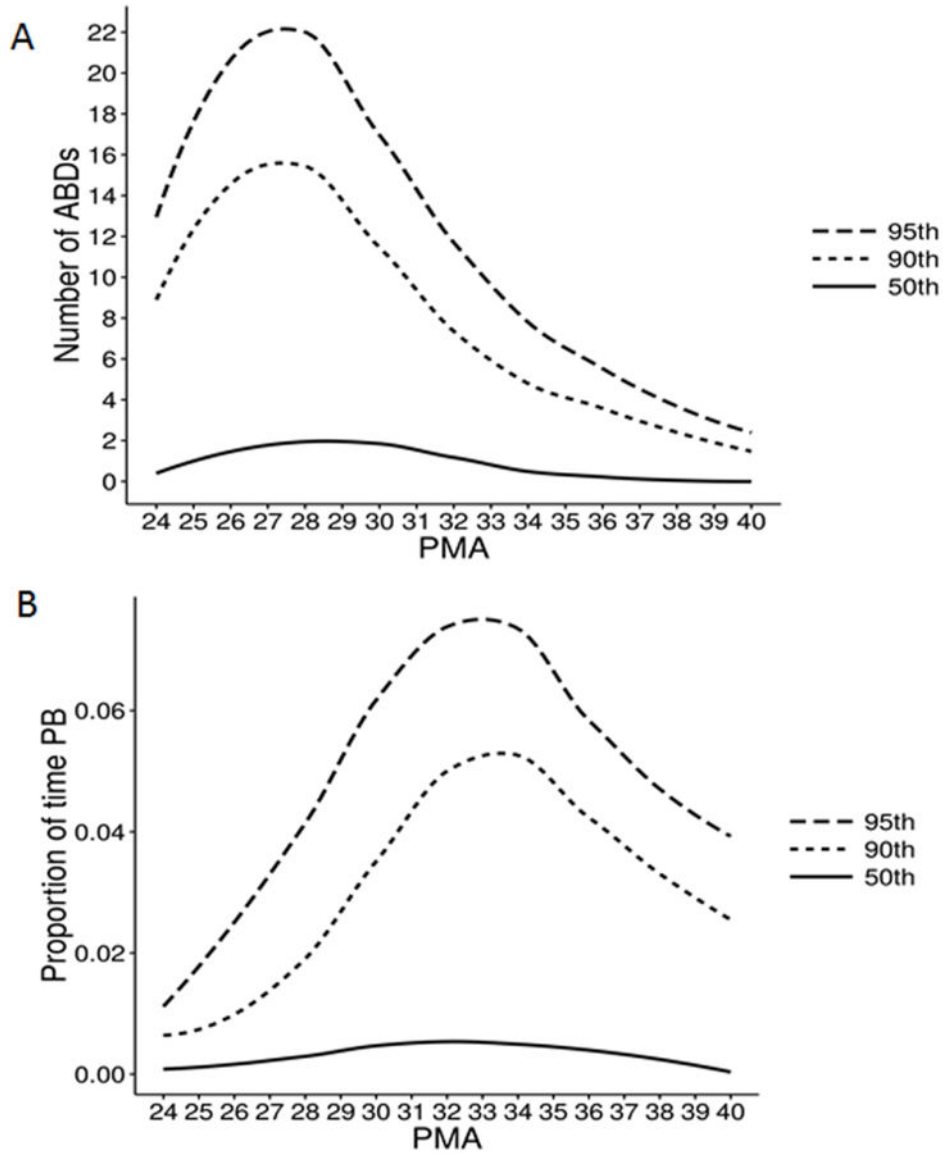 A
Number of ABDs
22
20
18
16
14
12
10
8
6
4
2
0
24 25 26 27 28 29 30 31 32 33 34 35 36 37 38 39 40
PMA
95th
90th
50th
B
Proportion of time PB
0.06
0.04
0.02
0.00
24 25 26 27 28 29 30 31 32 33 34 35 36 37 38 39 40
PMA
95th
90th
50th